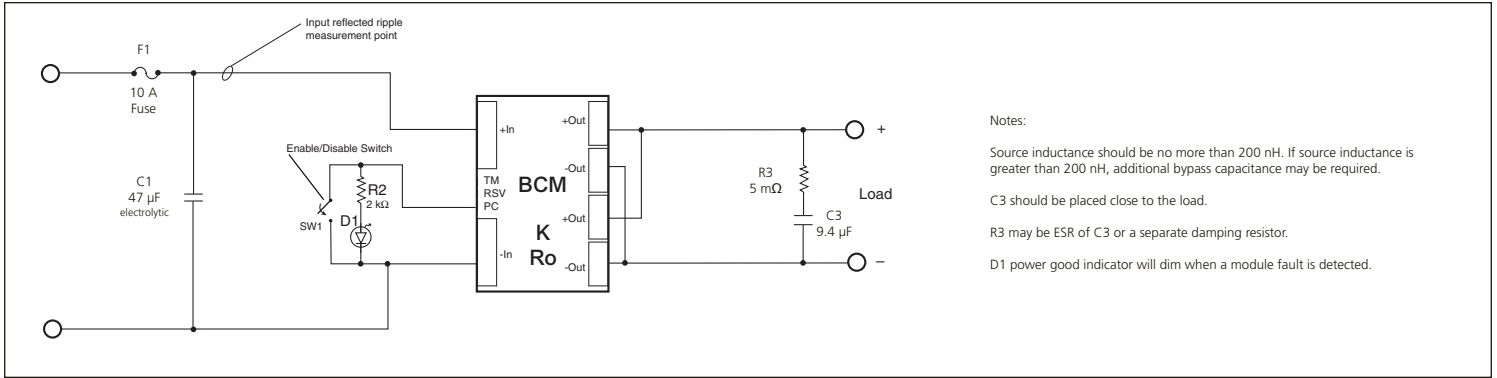 Input reflected ripple
measurement point
F1
10 A
Fuse
C1
47 µF
electrolytic
Enable/Disable Switch
SW1
R2
2 kΩ
D1
+In
TM
RSV
PC
-In
BCM
K
Ro
+Out
-Out
+Out
-Out
R3
5 mΩ
C3
9.4 µF
+
Load
–
Notes:
Source inductance should be no more than 200 nH. If source inductance is
greater than 200 nH, additional bypass capacitance may be required.
C3 should be placed close to the load.
R3 may be ESR of C3 or a separate damping resistor.
D1 power good indicator will dim when a module fault is detected.